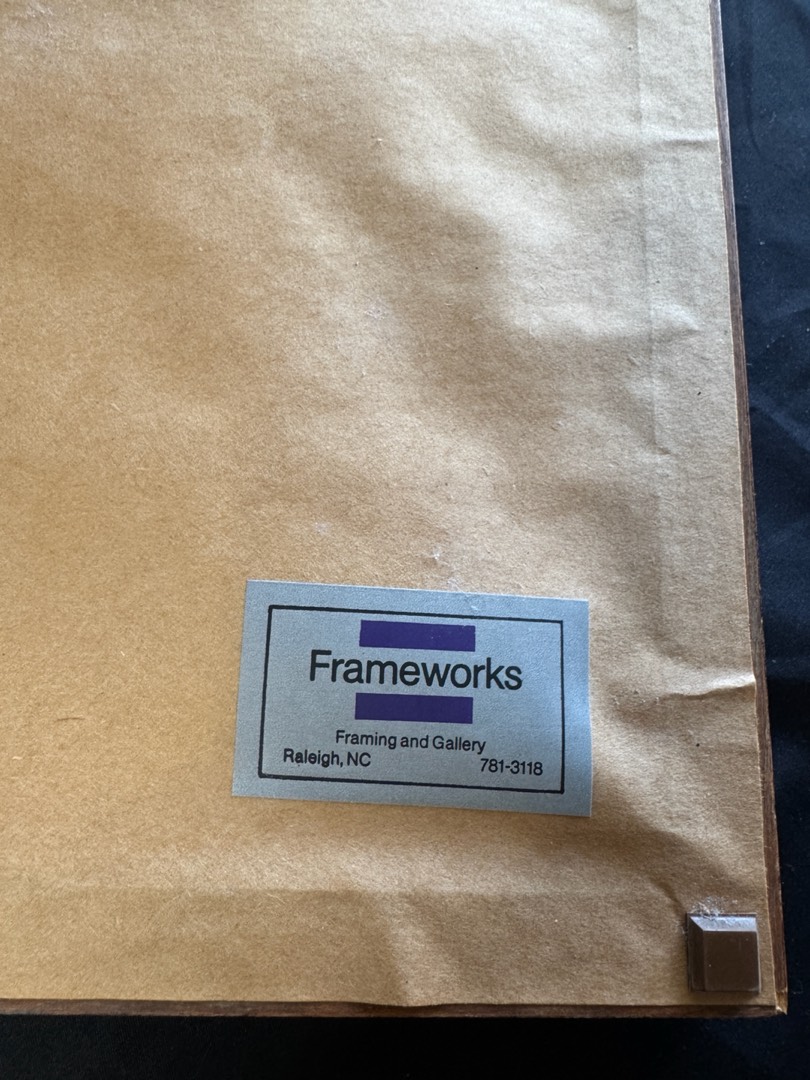 Frameworks
Framing and Gallery
Raleigh, NC 781-3118